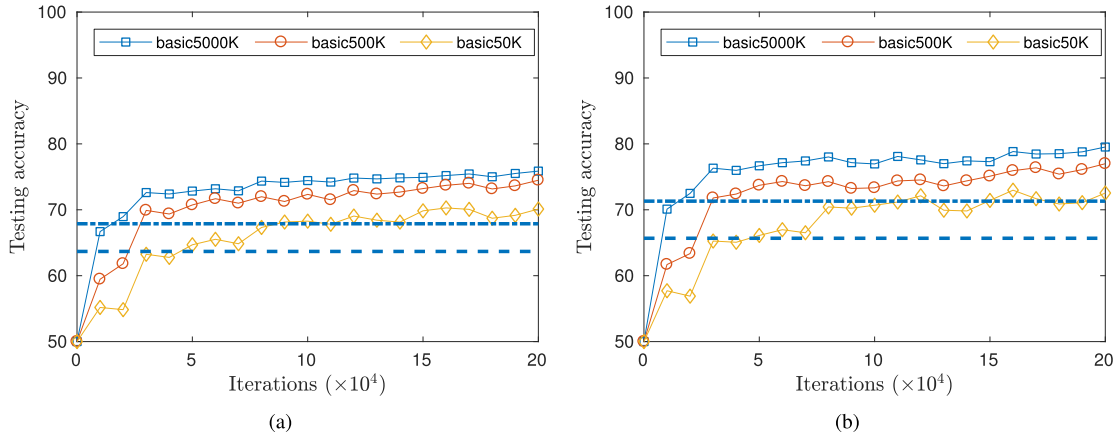 100
90
80
70
60
50
0 5 10 15 20
Testing accuracy
Iterations (×10⁴)
basic5000K basic500K basic50K
(a)
100
90
80
70
60
50
0 5 10 15 20
Testing accuracy
Iterations (×10⁴)
basic5000K basic500K basic50K
(b)